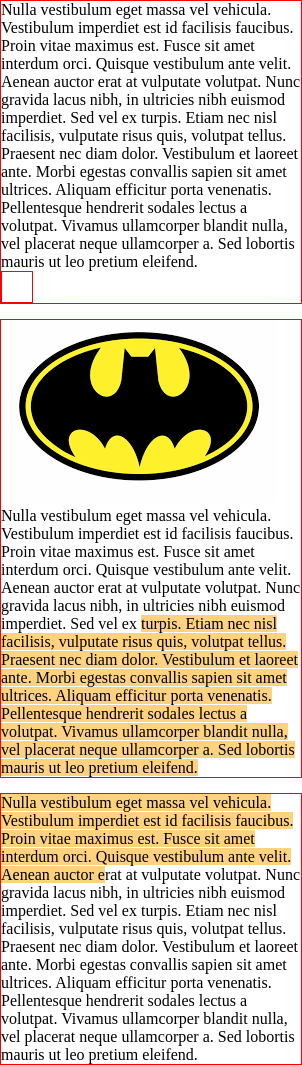 Nulla vestibulum eget massa vel vehicula.
Vestibulum imperdiet est id facilisis faucibus.
Proin vitae maximus est. Fusce sit amet
interdum orci. Quisque vestibulum ante velit.
Aenean auctor erat at vulputate volutpat. Nunc
gravida lacus nibh, in ultricies nibh euismod
imperdiet. Sed vel ex turpis. Etiam nec nisl
facilisis, vulputate risus quis, volutpat tellus.
Praesent nec diam dolor. Vestibulum et laoreet
ante. Morbi egestas convallis sapien sit amet
ultrices. Aliquam efficitur porta venenatis.
Pellentesque hendrerit sodales lectus a
volutpat. Vivamus ullamcorper blandit nulla,
vel placerat neque ullamcorper a. Sed lobortis
mauris ut leo pretium eleifend.
Nulla vestibulum eget massa vel vehicula.
Vestibulum imperdiet est id facilisis faucibus.
Proin vitae maximus est. Fusce sit amet
interdum orci. Quisque vestibulum ante velit.
Aenean auctor erat at vulputate volutpat. Nunc
gravida lacus nibh, in ultricies nibh euismod
imperdiet. Sed vel ex turpis. Etiam nec nisl
facilisis, vulputate risus quis, volutpat tellus.
Praesent nec diam dolor. Vestibulum et laoreet
ante. Morbi egestas convallis sapien sit amet
ultrices. Aliquam efficitur porta venenatis.
Pellentesque hendrerit sodales lectus a
volutpat. Vivamus ullamcorper blandit nulla,
vel placerat neque ullamcorper a. Sed lobortis
mauris ut leo pretium eleifend.
Nulla vestibulum eget massa vel vehicula.
Vestibulum imperdiet est id facilisis faucibus.
Proin vitae maximus est. Fusce sit amet
interdum orci. Quisque vestibulum ante velit.
Aenean auctor erat at vulputate volutpat. Nunc
gravida lacus nibh, in ultricies nibh euismod
imperdiet. Sed vel ex turpis. Etiam nec nisl
facilisis, vulputate risus quis, volutpat tellus.
Praesent nec diam dolor. Vestibulum et laoreet
ante. Morbi egestas convallis sapien sit amet
ultrices. Aliquam efficitur porta venenatis.
Pellentesque hendrerit sodales lectus a
volutpat. Vivamus ullamcorper blandit nulla,
vel placerat neque ullamcorper a. Sed lobortis
mauris ut leo pretium eleifend.